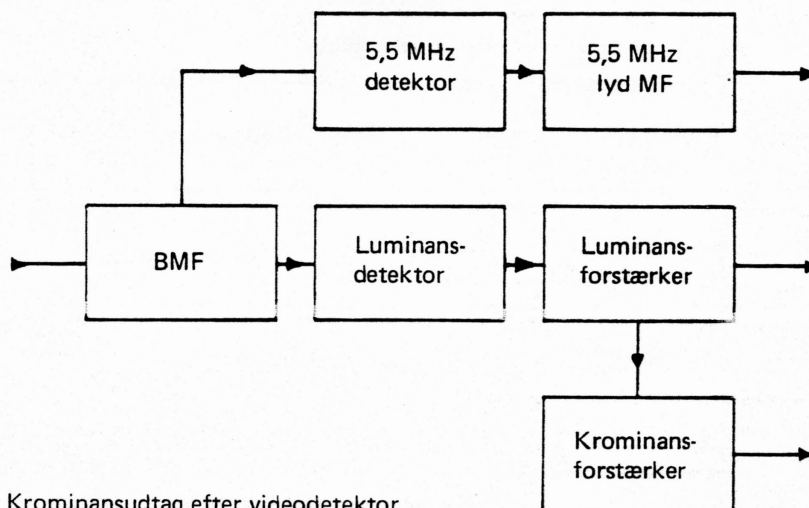 5,5 MHz
detektor
5,5 MHz
lyd MF
BMF
Luminans-
detektor
Luminans-
forstærker
Krominans-
forstærker
Krominansudtag efter videodetektor